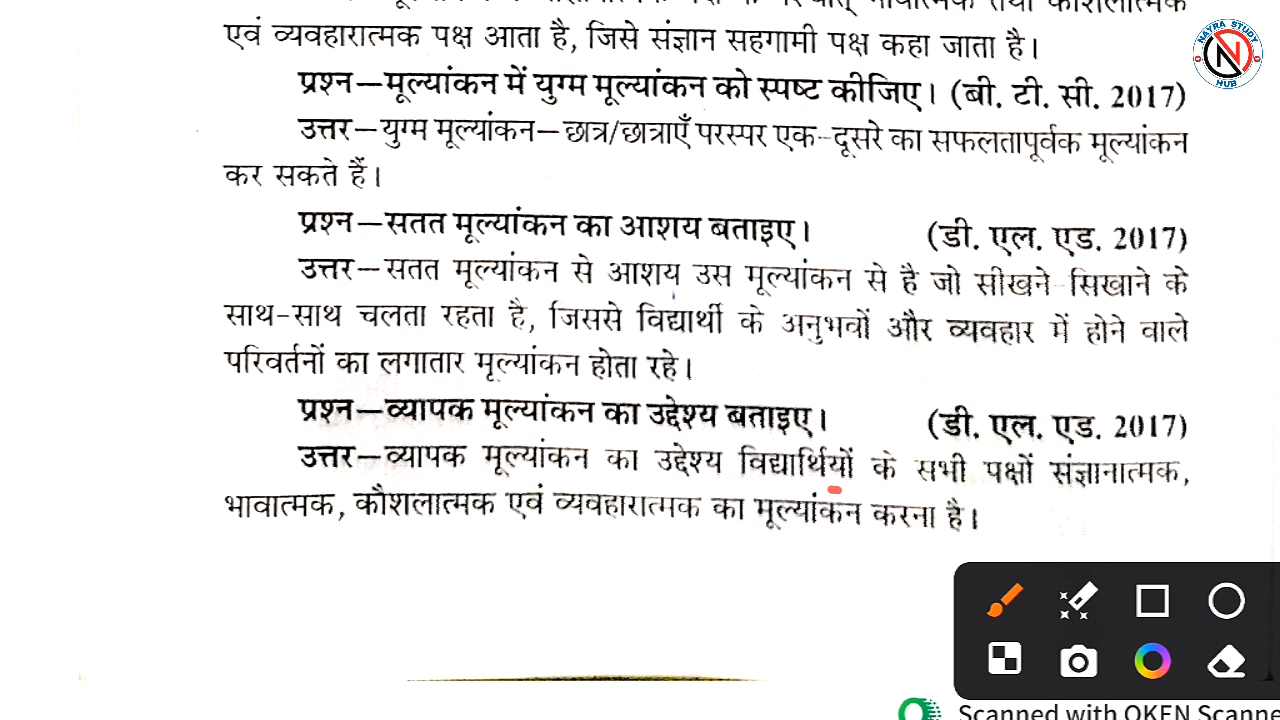 एवं व्यवहारात्मक पक्ष आता है, जिसे संज्ञान सहगामी पक्ष कहा जाता है।
प्रश्न–मूल्यांकन में युग्म मूल्यांकन को स्पष्ट कीजिए। (बी. टी. सी. 2017)
उत्तर–युग्म मूल्यांकन–छात्र/छात्राएँ परस्पर एक-दूसरे का सफलतापूर्वक मूल्यांकन
कर सकते हैं।
प्रश्न–सतत मूल्यांकन का आशय बताइए। (डी. एल. एड. 2017)
उत्तर–सतत मूल्यांकन से आशय उस मूल्यांकन से है जो सीखने-सिखाने के
साथ-साथ चलता रहता है, जिससे विद्यार्थी के अनुभवों और व्यवहार में होने वाले
परिवर्तनों का लगातार मूल्यांकन होता रहे।
प्रश्न–व्यापक मूल्यांकन का उद्देश्य बताइए। (डी. एल. एड. 2017)
उत्तर–व्यापक मूल्यांकन का उद्देश्य विद्यार्थियों के सभी पक्षों संज्ञानात्मक,
भावात्मक, कौशलात्मक एवं व्यवहारात्मक का मूल्यांकन करना है।
NAYRA STUDY
N
HUB
Scanned with OKEN Scanne